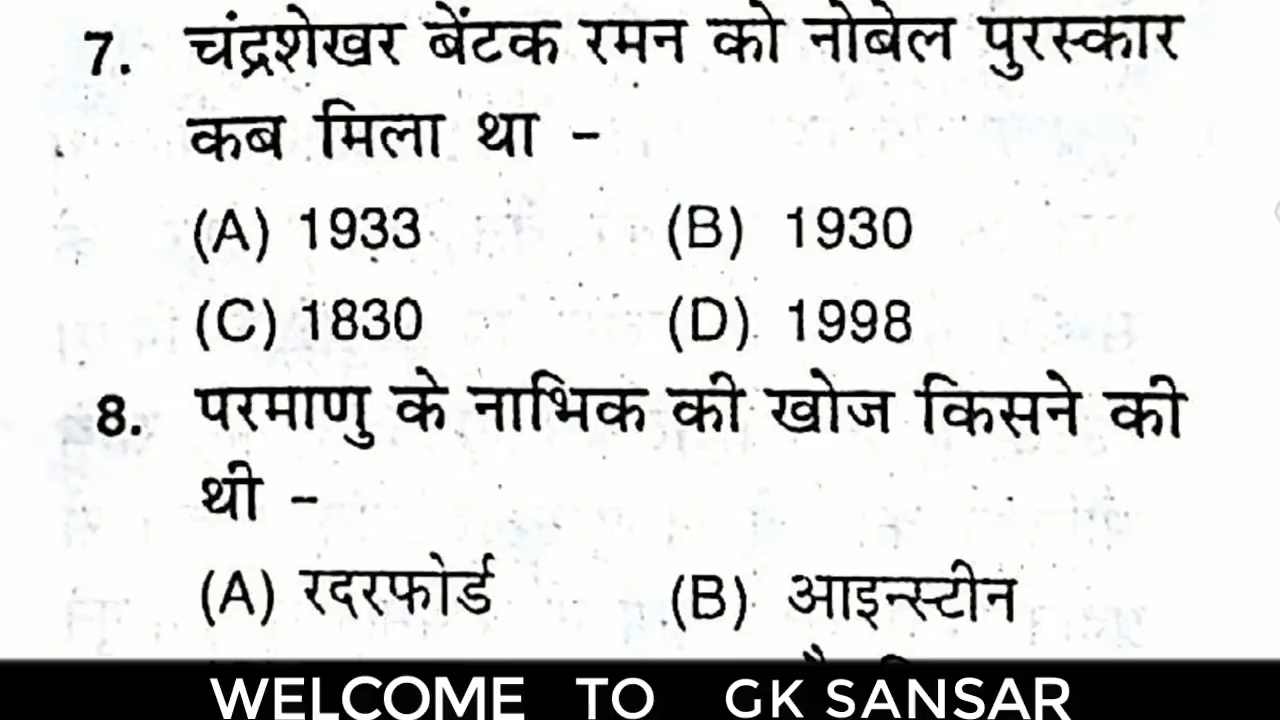 7. चंद्रशेखर बेंटक रमन को नोबेल पुरस्कार
कब मिला था -
(A) 1933 (B) 1930
(C) 1830 (D) 1998
8. परमाणु के नाभिक की खोज किसने की
थी -
(A) रदरफोर्ड (B) आइन्स्टीन
WELCOME TO GK SANSAR